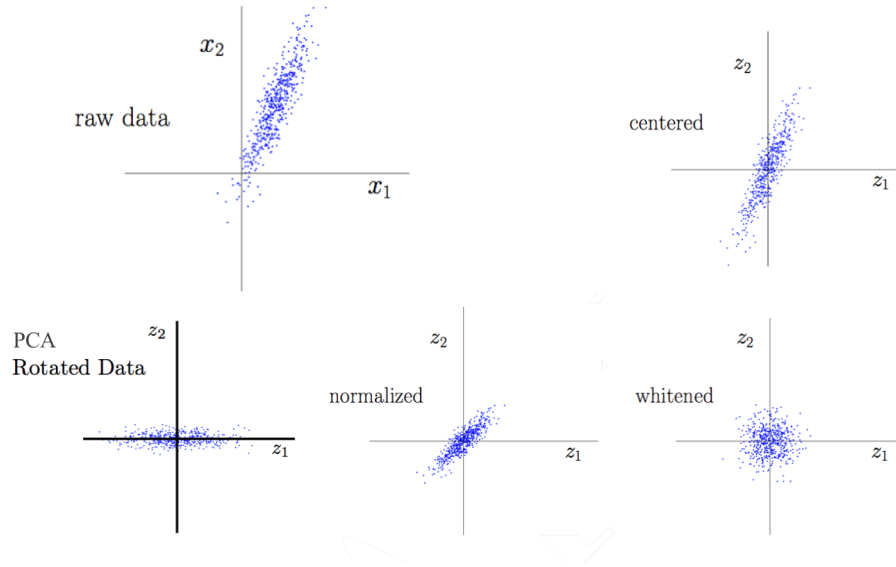 x₂
raw data
x₁
z₂
centered
z₁
PCA
Rotated Data
z₂
z₁
z₂
normalized
z₁
z₂
whitened
z₁